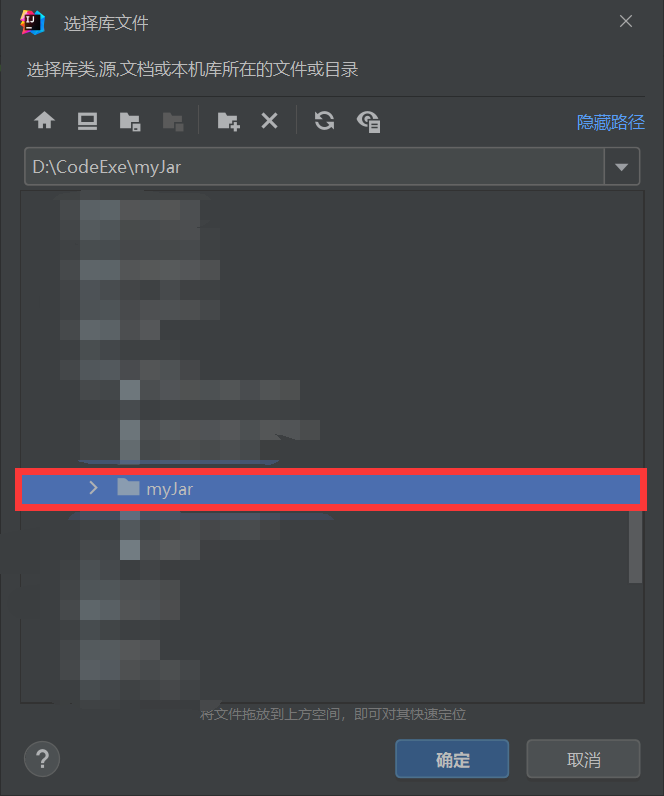 选择库文件
选择库类,源,文档或本机库所在的文件或目录
隐藏路径
D:\CodeExe\myJar
myJar
将文件拖放到上方空间，即可对其快速定位
?
确定
取消